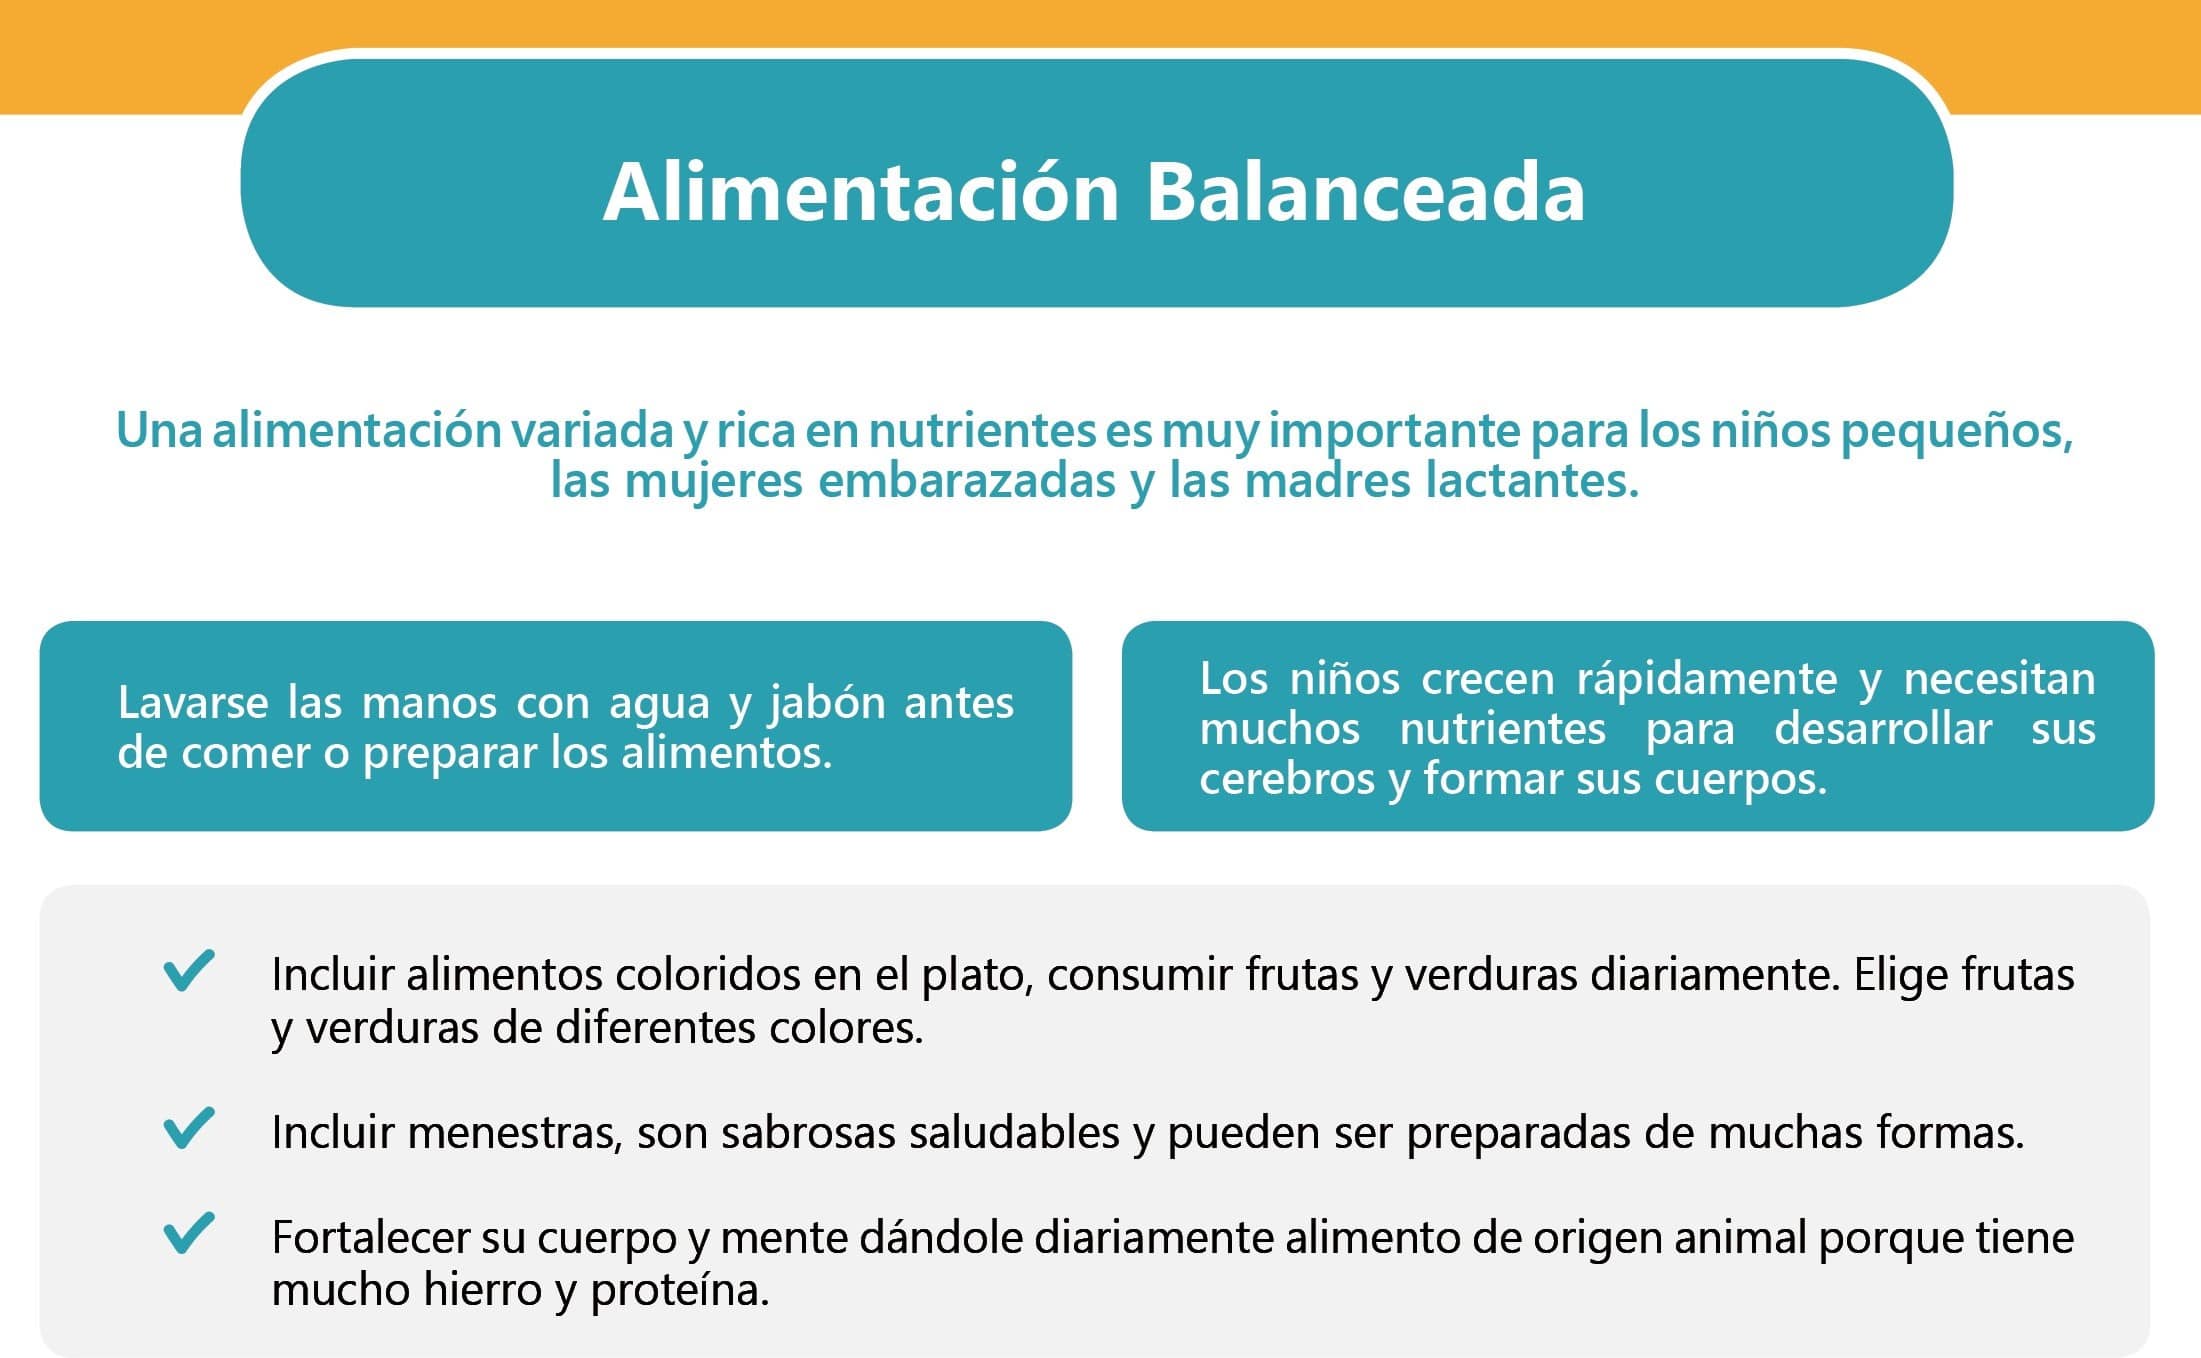 Alimentación Balanceada
Una alimentación variada y rica en nutrientes es muy importante para los niños pequeños,
las mujeres embarazadas y las madres lactantes.
Lavarse las manos con agua y jabón antes
de comer o preparar los alimentos.
Los niños crecen rápidamente y necesitan
muchos nutrientes para desarrollar sus
cerebros y formar sus cuerpos.
Incluir alimentos coloridos en el plato, consumir frutas y verduras diariamente. Elige frutas
y verduras de diferentes colores.
Incluir menestras, son sabrosas saludables y pueden ser preparadas de muchas formas.
Fortalecer su cuerpo y mente dándole diariamente alimento de origen animal porque tiene
mucho hierro y proteína.